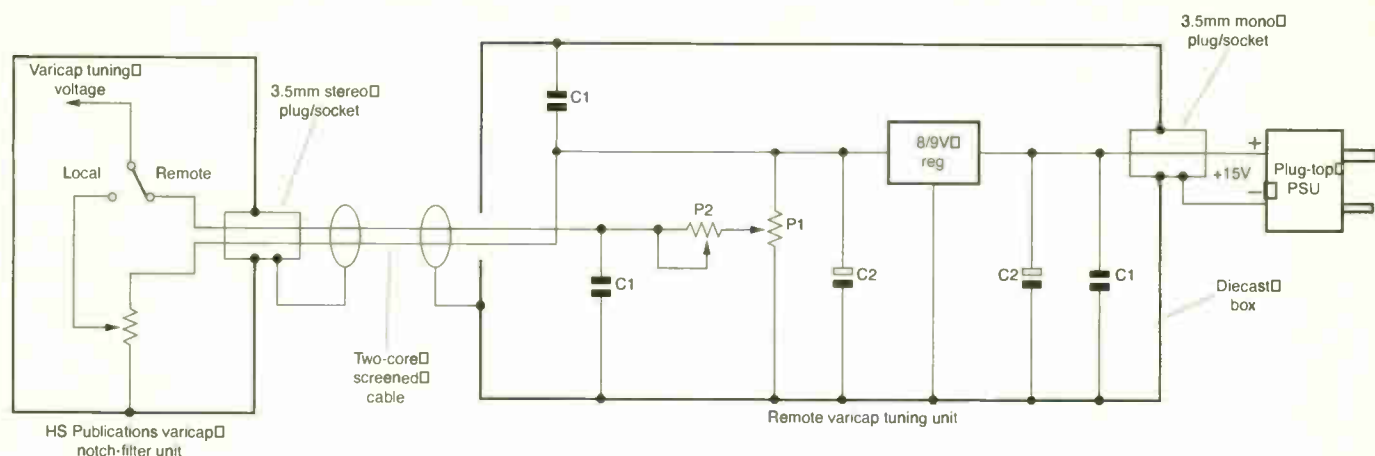 3.5mm mono□
plug/socket
Varicap tuning□
voltage
3.5mm stereo□
plug/socket
C1
8/9V□
reg
+
Local
Remote
+15V
Plug-top□
PSU
−
P2
P1
C1
C2
C2
C1
Diecast□
box
Two-core□
screened□
cable
Remote varicap tuning unit
HS Publications varicap□
notch-filter unit